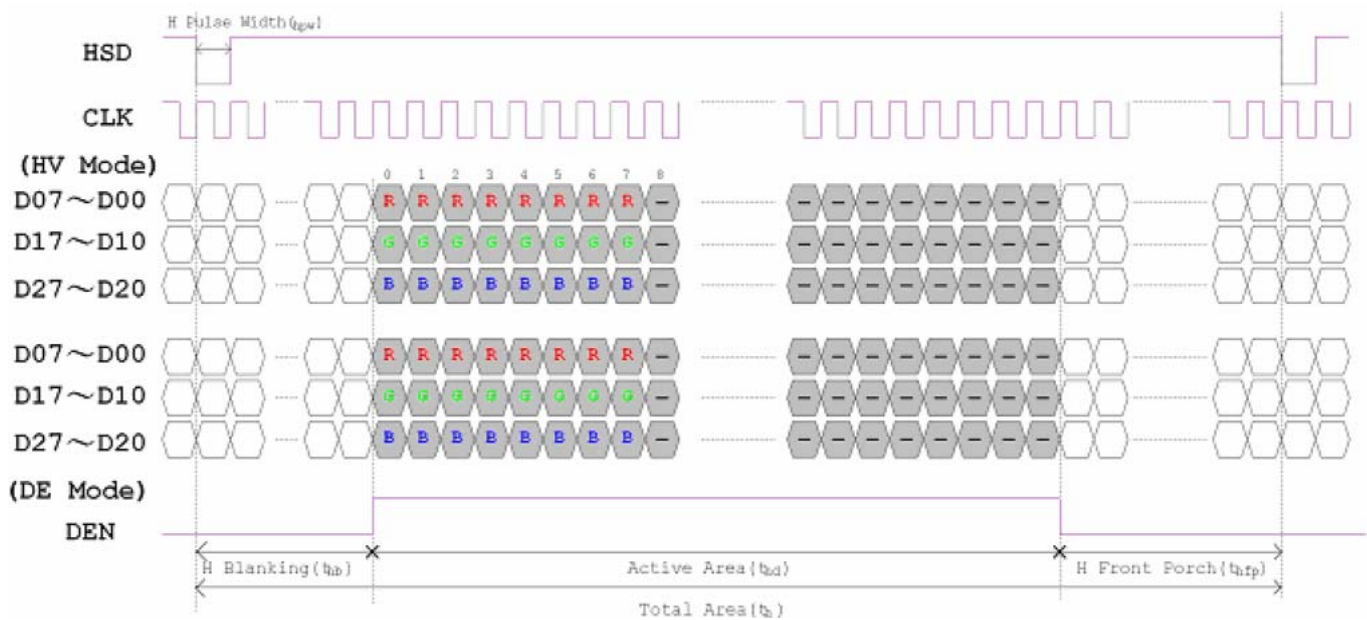 H Pulse Width(thpw)
HSD
CLK
(HV Mode)
0 1 2 3 4 5 6 7 8
D07～D00 R R R R R R R R - - - - - - - - -
D17～D10 G G G G G G G G - - - - - - - - -
D27～D20 B B B B B B B B - - - - - - - - -
D07～D00 R R R R R R R R - - - - - - - - -
D17～D10 G G G G G G G G - - - - - - - - -
D27～D20 B B B B B B B B - - - - - - - - -
(DE Mode)
DEN
H Blanking(thb) Active Area(thd) H Front Porch(thfp)
Total Area(th)